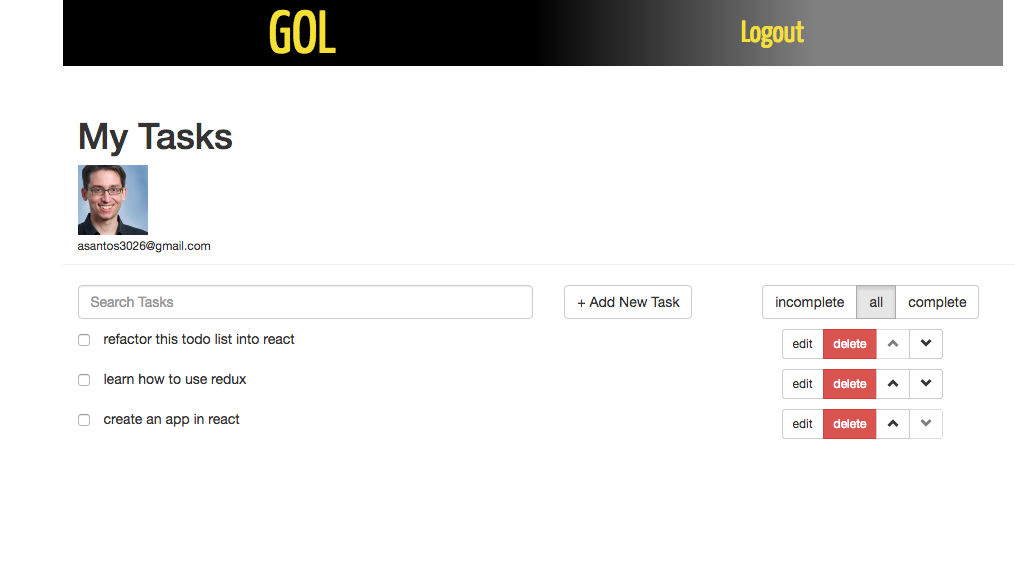 GOL Logout
My Tasks
asantos3026@gmail.com
Search Tasks + Add New Task incomplete all complete
refactor this todo list into react edit delete
learn how to use redux edit delete
create an app in react edit delete